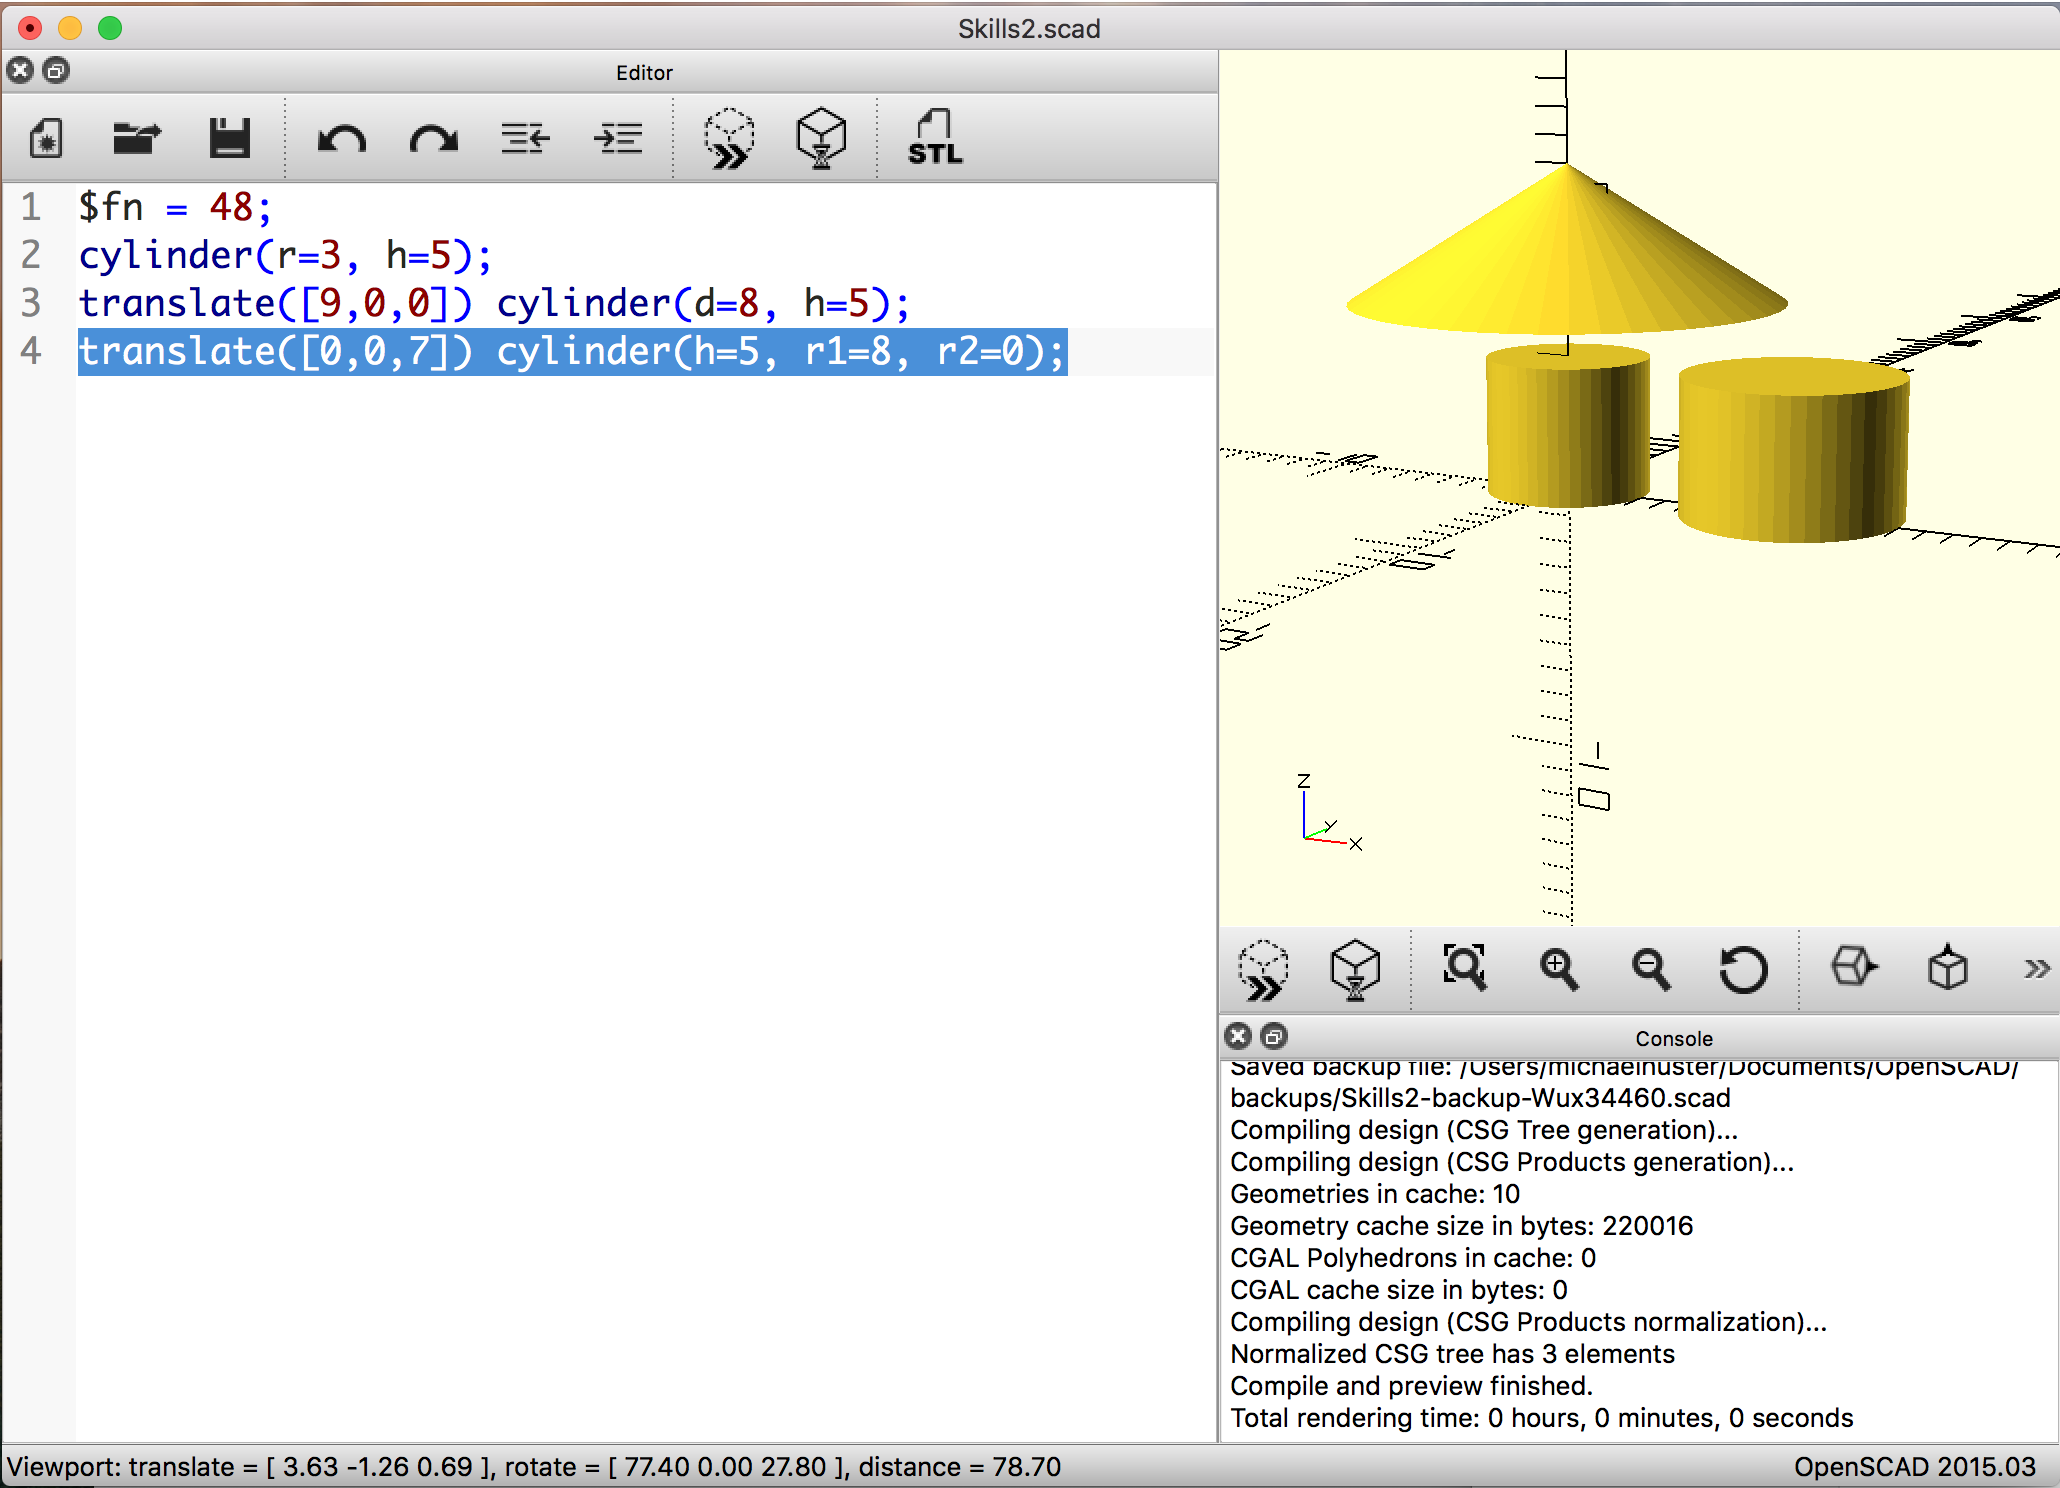 Skills2.scad
Editor
STL
1 $fn = 48;
2 cylinder(r=3, h=5);
3 translate([9,0,0]) cylinder(d=8, h=5);
4 translate([0,0,7]) cylinder(h=5, r1=8, r2=0);
Z
Y
X
Console
Saved backup file: /Users/michaelhuster/Documents/OpenSCAD/
backups/Skills2-backup-Wux34460.scad
Compiling design (CSG Tree generation)...
Compiling design (CSG Products generation)...
Geometries in cache: 10
Geometry cache size in bytes: 220016
CGAL Polyhedrons in cache: 0
CGAL cache size in bytes: 0
Compiling design (CSG Products normalization)...
Normalized CSG tree has 3 elements
Compile and preview finished.
Total rendering time: 0 hours, 0 minutes, 0 seconds
Viewport: translate = [ 3.63 -1.26 0.69 ], rotate = [ 77.40 0.00 27.80 ], distance = 78.70
OpenSCAD 2015.03